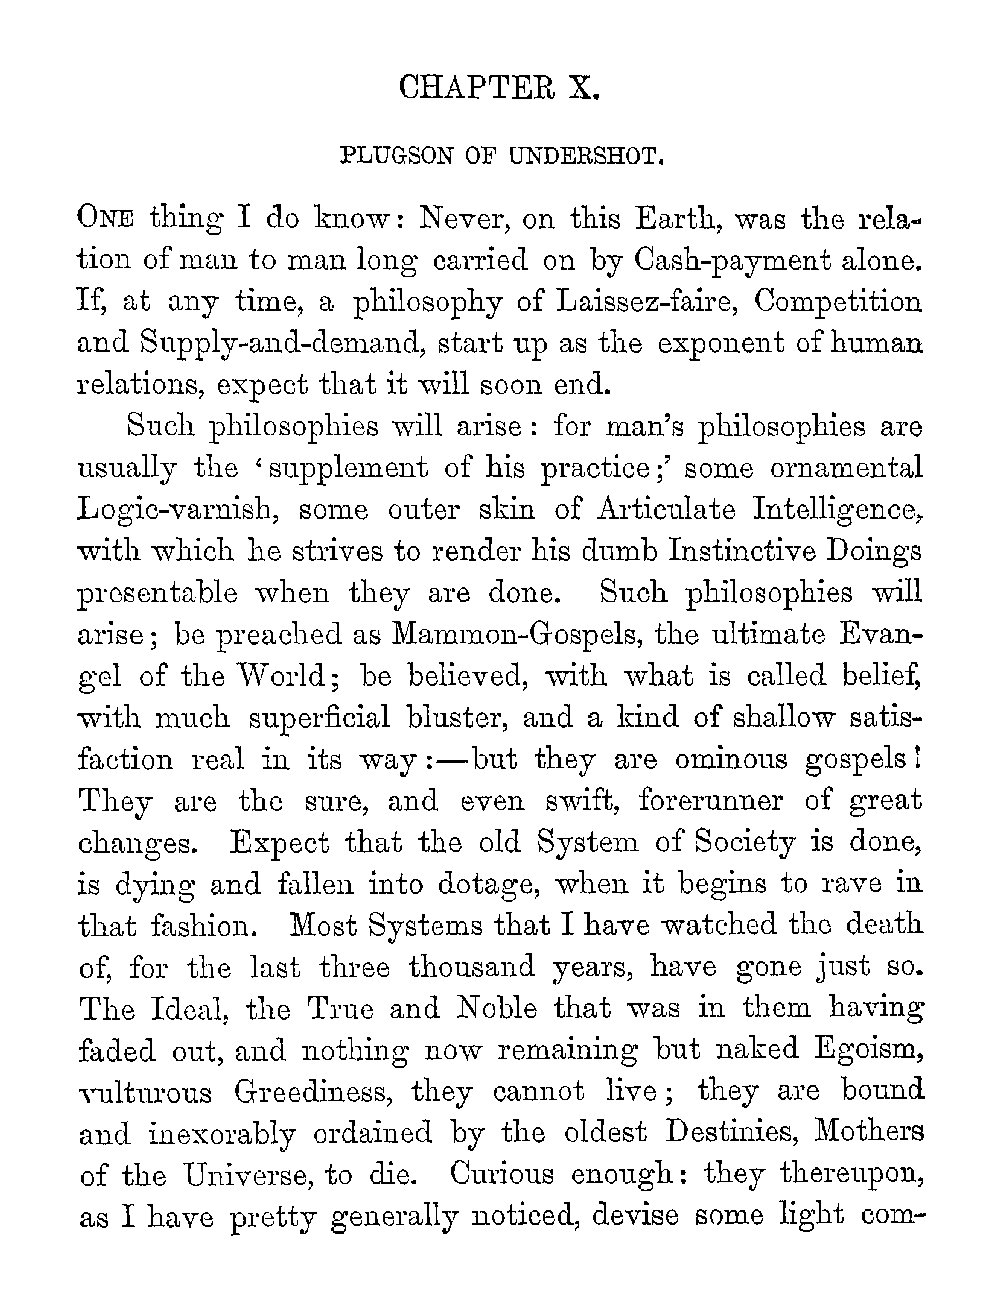 CHAPTER X.
PLUGSON OF UNDERSHOT.
ONE thing I do know: Never, on this Earth, was the rela-
tion of man to man long carried on by Cash-payment alone.
If, at any time, a philosophy of Laissez-faire, Competition
and Supply-and-demand, start up as the exponent of human
relations, expect that it will soon end.
Such philosophies will arise: for man's philosophies are
usually the 'supplement of his practice;' some ornamental
Logic-varnish, some outer skin of Articulate Intelligence,
with which he strives to render his dumb Instinctive Doings
presentable when they are done. Such philosophies will
arise; be preached as Mammon-Gospels, the ultimate Evan-
gel of the World; be believed, with what is called belief,
with much superficial bluster, and a kind of shallow satis-
faction real in its way:—but they are ominous gospels!
They are the sure, and even swift, forerunner of great
changes. Expect that the old System of Society is done,
is dying and fallen into dotage, when it begins to rave in
that fashion. Most Systems that I have watched the death
of, for the last three thousand years, have gone just so.
The Ideal, the True and Noble that was in them having
faded out, and nothing now remaining but naked Egoism,
vulturous Greediness, they cannot live; they are bound
and inexorably ordained by the oldest Destinies, Mothers
of the Universe, to die. Curious enough: they thereupon,
as I have pretty generally noticed, devise some light com-